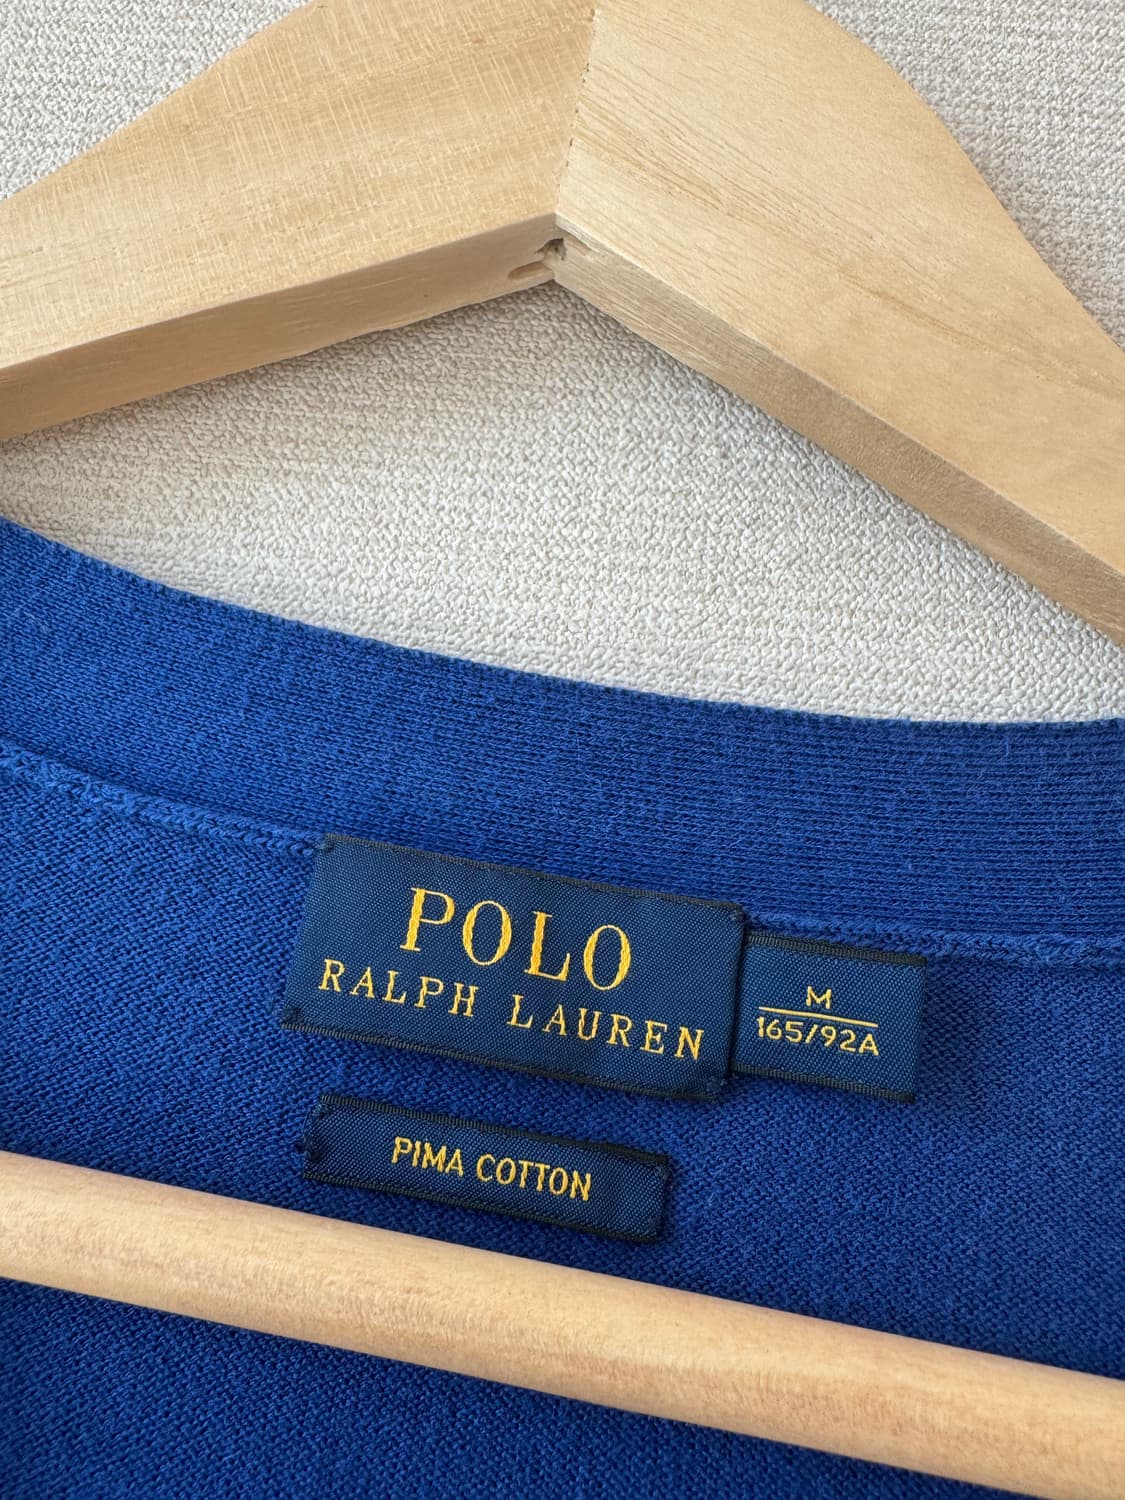 POLO
RALPH LAUREN
M
165/92A
PIMA COTTON